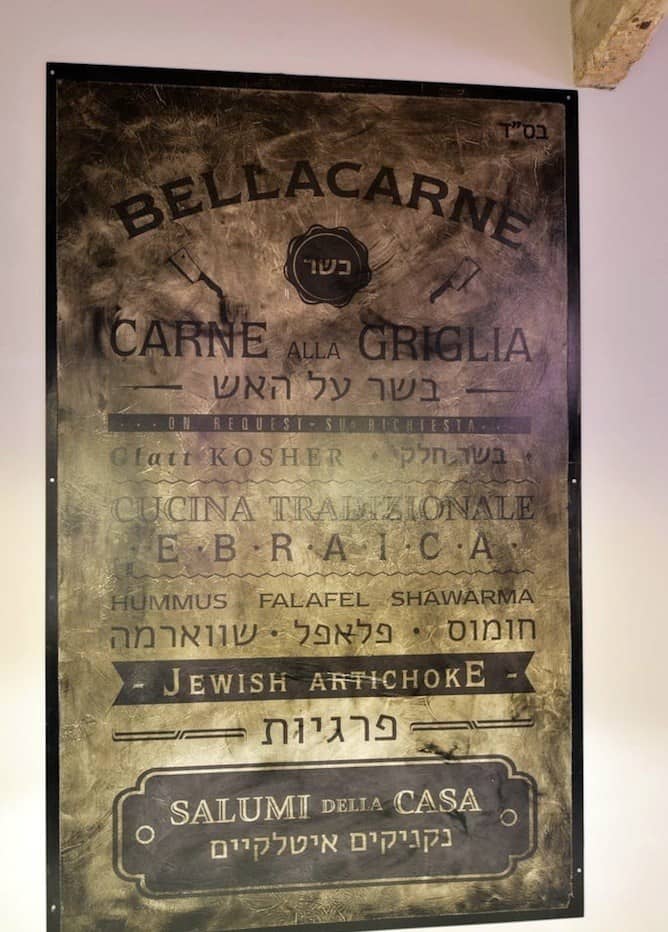 בס"ד
BELLACARNE
כשר
CARNE ALLA GRIGLIA
בשר על האש
ON REQUEST - SU RICHIESTA
Glatt KOSHER • בשר חלק •
CUCINA TRADIZIONALE
E·B·R·A·I·C·A
HUMMUS FALAFEL SHAWARMA
חומוס • פלאפל • שווארמה
- JEWISH ARTICHOKE -
פרגיות
SALUMI DELLA CASA
נקניקים איטלקיים